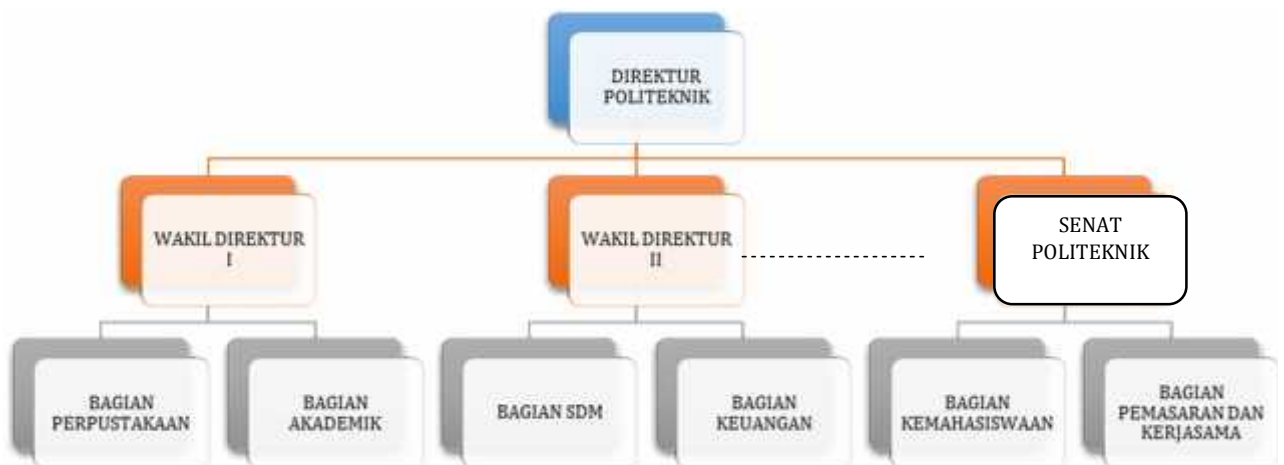 DIREKTUR
POLITEKNIK
WAKIL DIREKTUR
I
WAKIL DIREKTUR
II
SENAT
POLITEKNIK
BAGIAN
PERPUSTAKAAN
BAGIAN
AKADEMIK
BAGIAN SDM
BAGIAN
KEUANGAN
BAGIAN
KEMAHASISWAAN
BAGIAN
PEMASARAN DAN
KERJASAMA